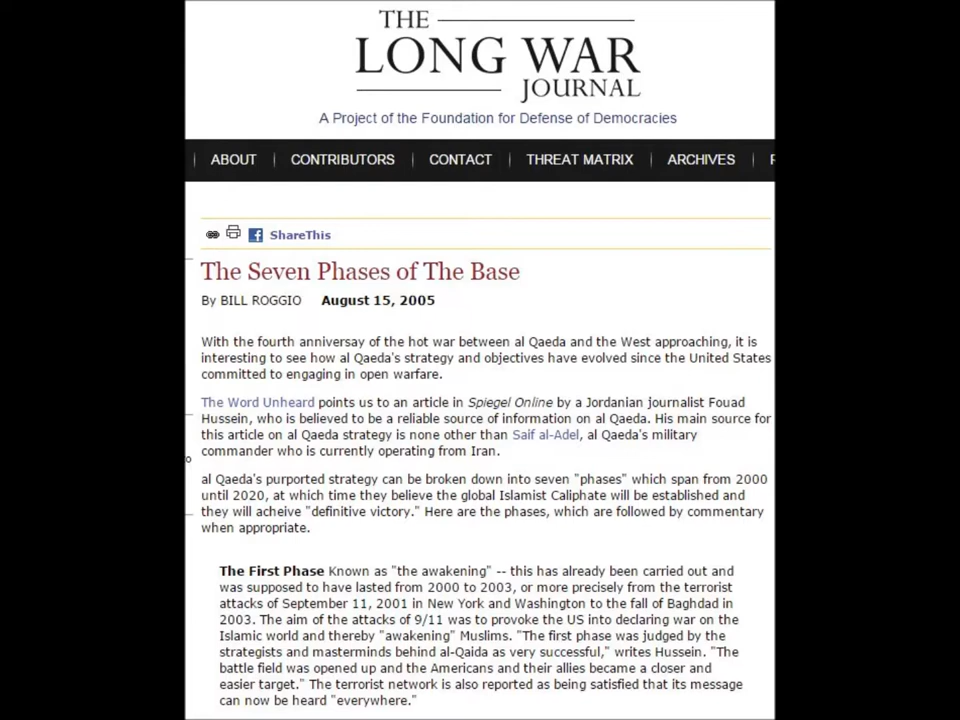 THE
LONG WAR
JOURNAL
A Project of the Foundation for Defense of Democracies
ABOUT | CONTRIBUTORS | CONTACT | THREAT MATRIX | ARCHIVES
ShareThis
The Seven Phases of The Base
By BILL ROGGIO August 15, 2005
With the fourth anniversay of the hot war between al Qaeda and the West approaching, it is
interesting to see how al Qaeda's strategy and objectives have evolved since the United States
committed to engaging in open warfare.
The Word Unheard points us to an article in Spiegel Online by a Jordanian journalist Fouad
Hussein, who is believed to be a reliable source of information on al Qaeda. His main source for
this article on al Qaeda strategy is none other than Saif al-Adel, al Qaeda's military
commander who is currently operating from Iran.
al Qaeda's purported strategy can be broken down into seven "phases" which span from 2000
until 2020, at which time they believe the global Islamist Caliphate will be established and
they will acheive "definitive victory." Here are the phases, which are followed by commentary
when appropriate.
The First Phase Known as "the awakening" -- this has already been carried out and
was supposed to have lasted from 2000 to 2003, or more precisely from the terrorist
attacks of September 11, 2001 in New York and Washington to the fall of Baghdad in
2003. The aim of the attacks of 9/11 was to provoke the US into declaring war on the
Islamic world and thereby "awakening" Muslims. "The first phase was judged by the
strategists and masterminds behind al-Qaida as very successful," writes Hussein. "The
battle field was opened up and the Americans and their allies became a closer and
easier target." The terrorist network is also reported as being satisfied that its message
can now be heard "everywhere."